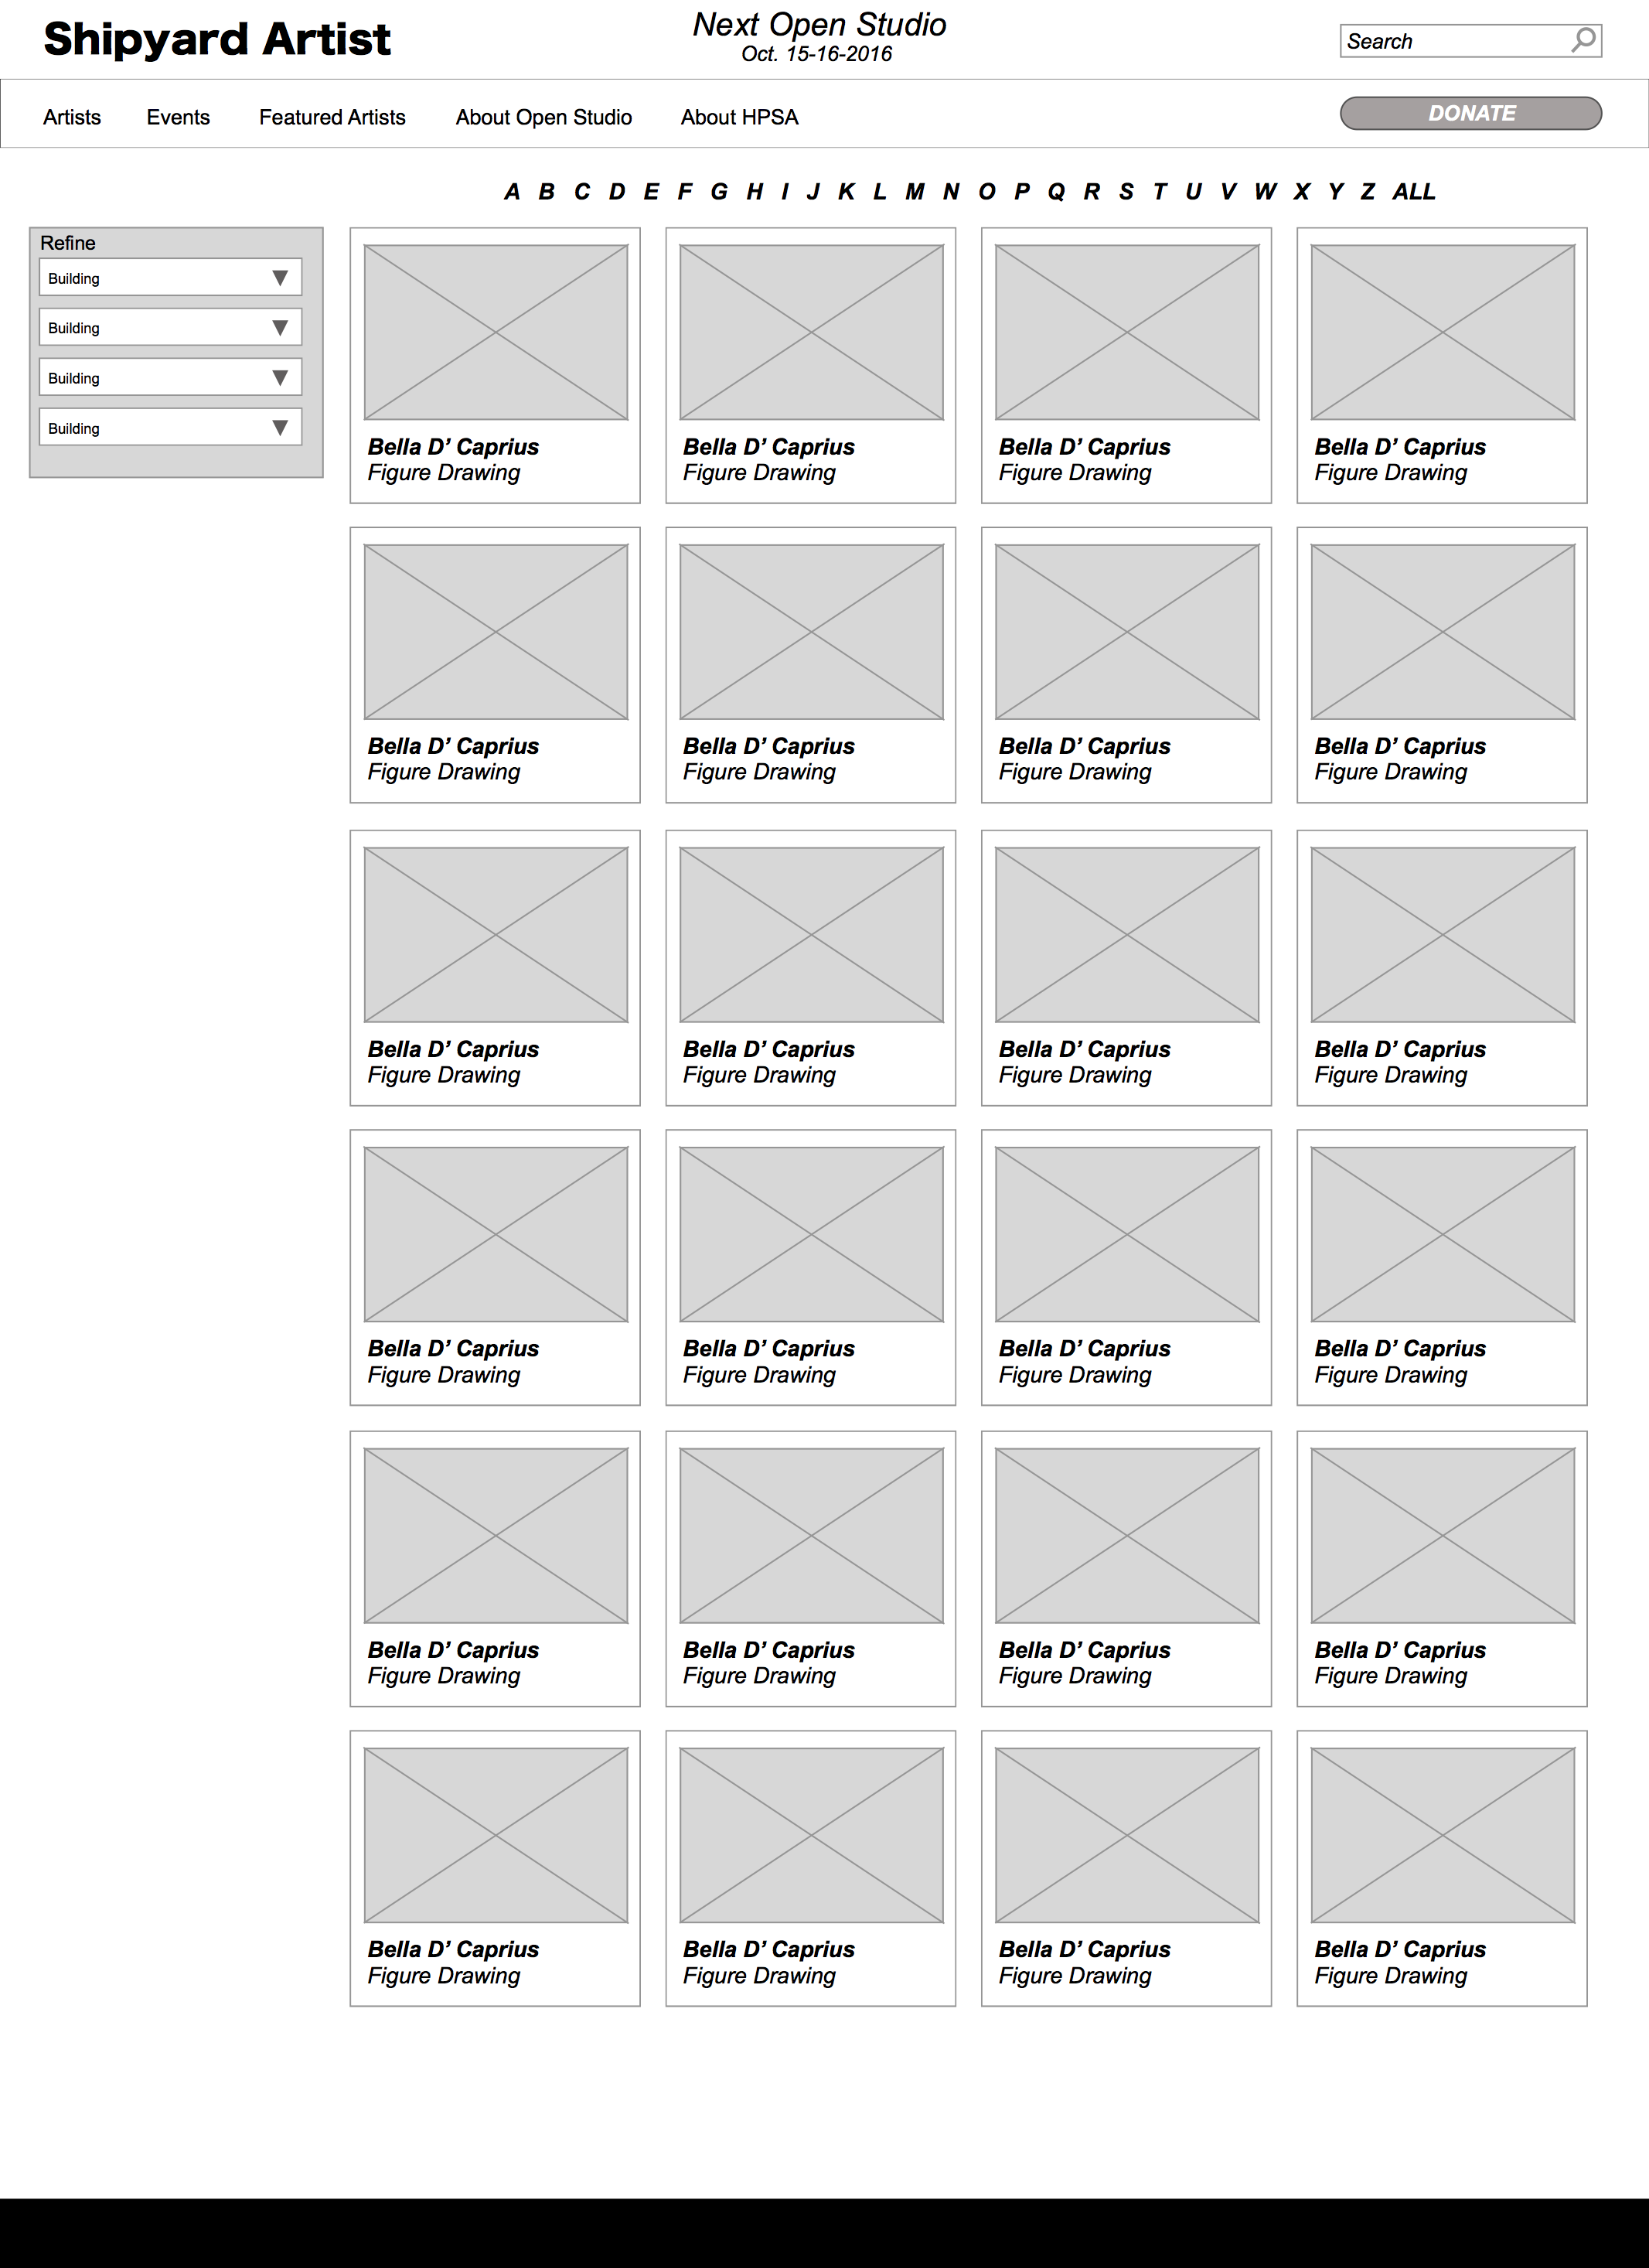 Shipyard Artist
Next Open Studio
Oct. 15-16-2016
Search
Artists Events Featured Artists About Open Studio About HPSA
DONATE
A B C D E F G H I J K L M N O P Q R S T U V W X Y Z ALL
Refine
Building
Building
Building
Building
Bella D’ Caprius Bella D’ Caprius Bella D’ Caprius Bella D’ Caprius
Figure Drawing Figure Drawing Figure Drawing Figure Drawing
Bella D’ Caprius Bella D’ Caprius Bella D’ Caprius Bella D’ Caprius
Figure Drawing Figure Drawing Figure Drawing Figure Drawing
Bella D’ Caprius Bella D’ Caprius Bella D’ Caprius Bella D’ Caprius
Figure Drawing Figure Drawing Figure Drawing Figure Drawing
Bella D’ Caprius Bella D’ Caprius Bella D’ Caprius Bella D’ Caprius
Figure Drawing Figure Drawing Figure Drawing Figure Drawing
Bella D’ Caprius Bella D’ Caprius Bella D’ Caprius Bella D’ Caprius
Figure Drawing Figure Drawing Figure Drawing Figure Drawing
Bella D’ Caprius Bella D’ Caprius Bella D’ Caprius Bella D’ Caprius
Figure Drawing Figure Drawing Figure Drawing Figure Drawing